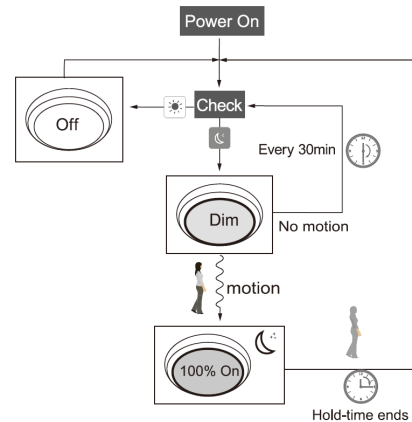 Power On
Check
Off
Every 30min
Dim
No motion
motion
100% On
Hold-time ends